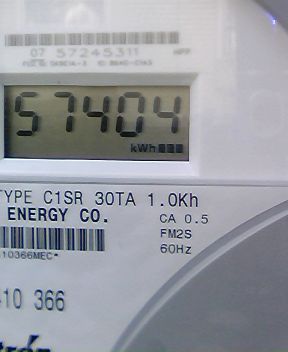 07 57245311
57404
kWh
TYPE C1SR 30TA 1.0Kh
ENERGY CO.
CA 0.5
FM2S
60Hz
10366MEC*
10 366